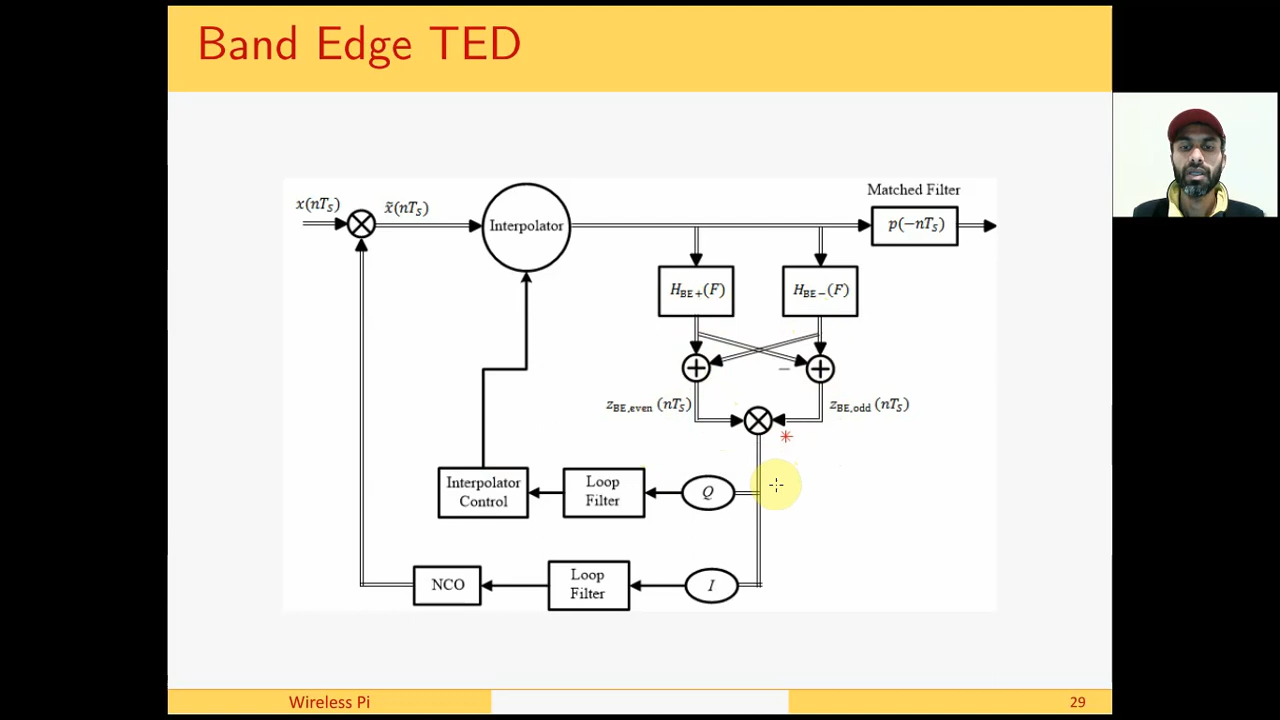 Band Edge TED
Matched Filter
x(nT_S)
x̃(nT_S)
Interpolator
p(−nT_S)
H_BE+(F)
H_BE−(F)
−
z_BE,even (nT_S)
z_BE,odd (nT_S)
*
Interpolator
Control
Loop
Filter
Q
NCO
Loop
Filter
I
Wireless Pi
29